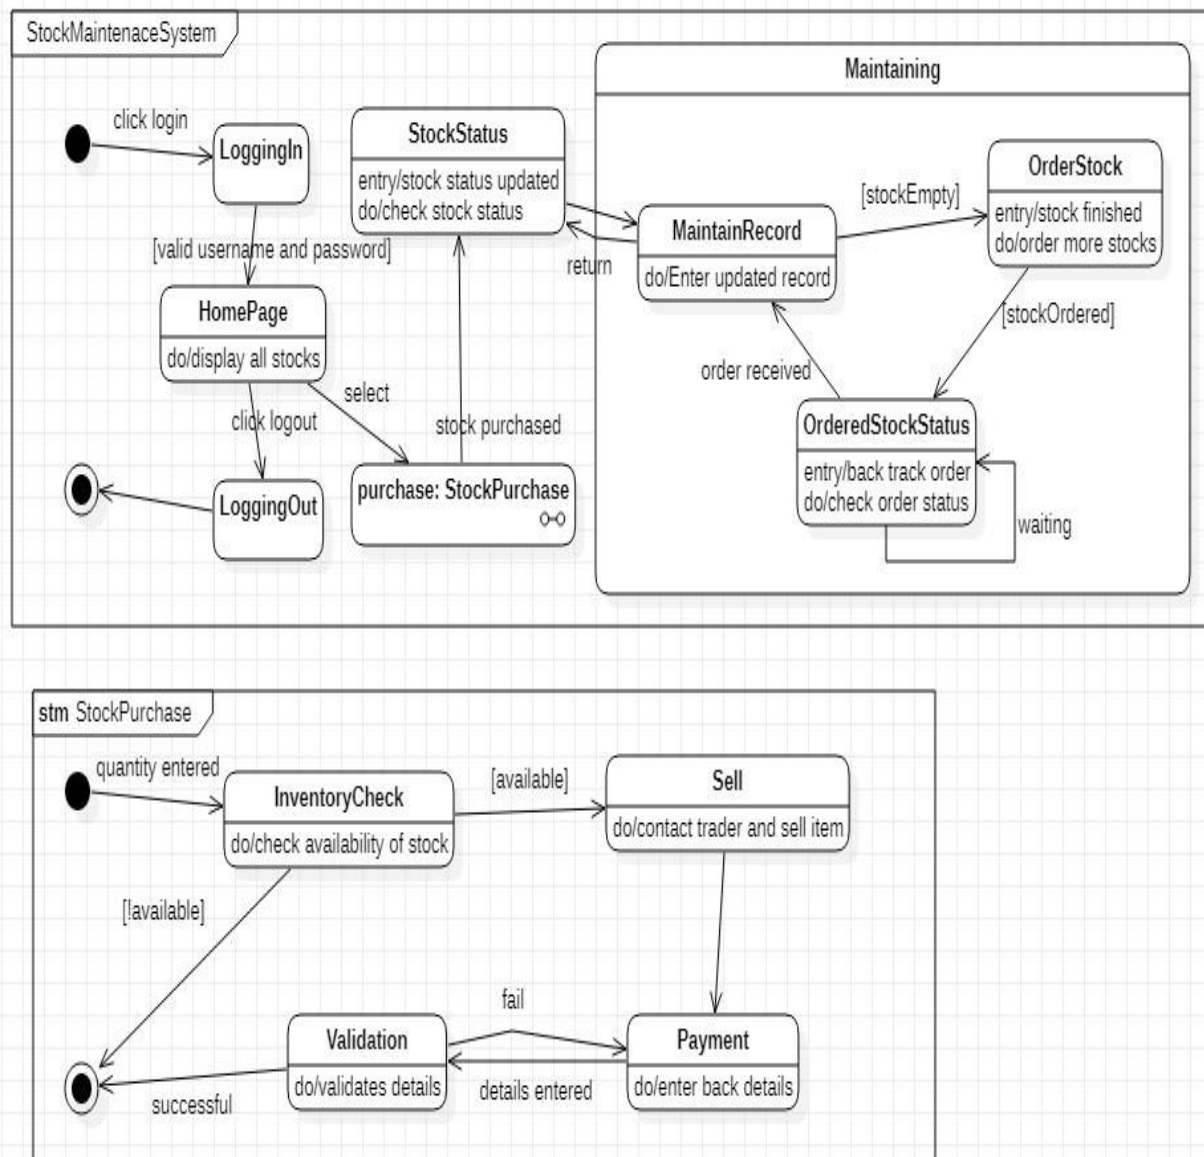 StockMaintenaceSystem
Maintaining
click login
LoggingIn
StockStatus
entry/stock status updated
do/check stock status
OrderStock
entry/stock finished
do/order more stocks
[stockEmpty]
MaintainRecord
do/Enter updated record
[valid username and password]
return
HomePage
do/display all stocks
[stockOrdered]
order received
select
click logout
stock purchased
OrderedStockStatus
entry/back track order
do/check order status
LoggingOut
purchase: StockPurchase
waiting
stm StockPurchase
quantity entered
InventoryCheck
do/check availability of stock
[available]
Sell
do/contact trader and sell item
[!available]
fail
Validation
do/validates details
Payment
do/enter back details
details entered
successful